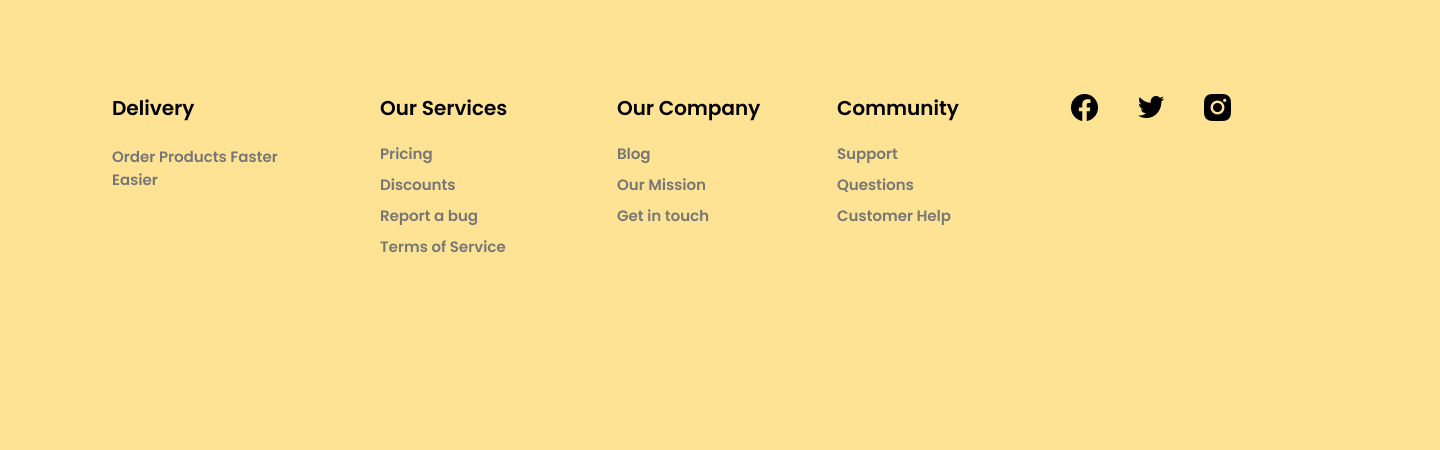 Delivery
Order Products Faster
Easier
Our Services
Pricing
Discounts
Report a bug
Terms of Service
Our Company
Blog
Our Mission
Get in touch
Community
Support
Questions
Customer Help